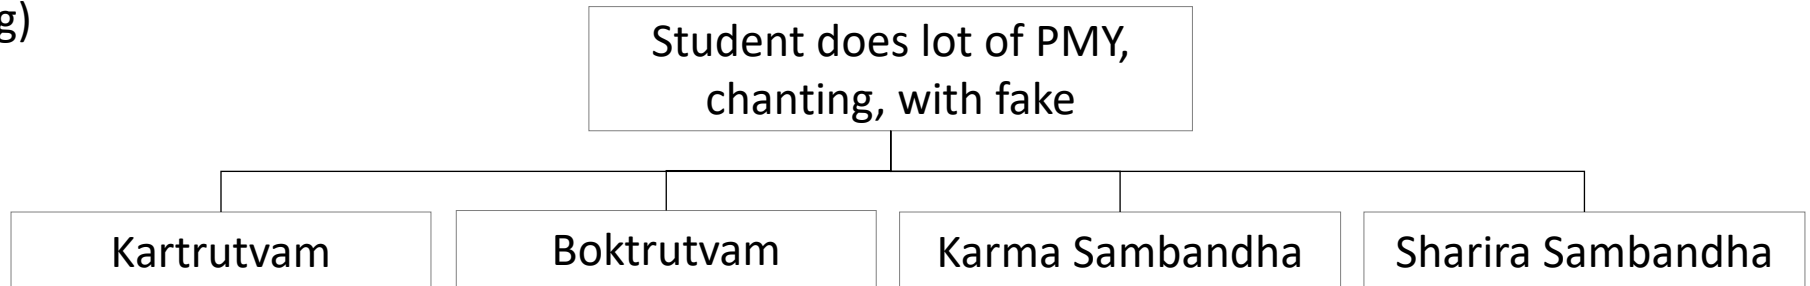 g)
Student does lot of PMY,
chanting, with fake
Kartrutvam
Boktrutvam
Karma Sambandha
Sharira Sambandha